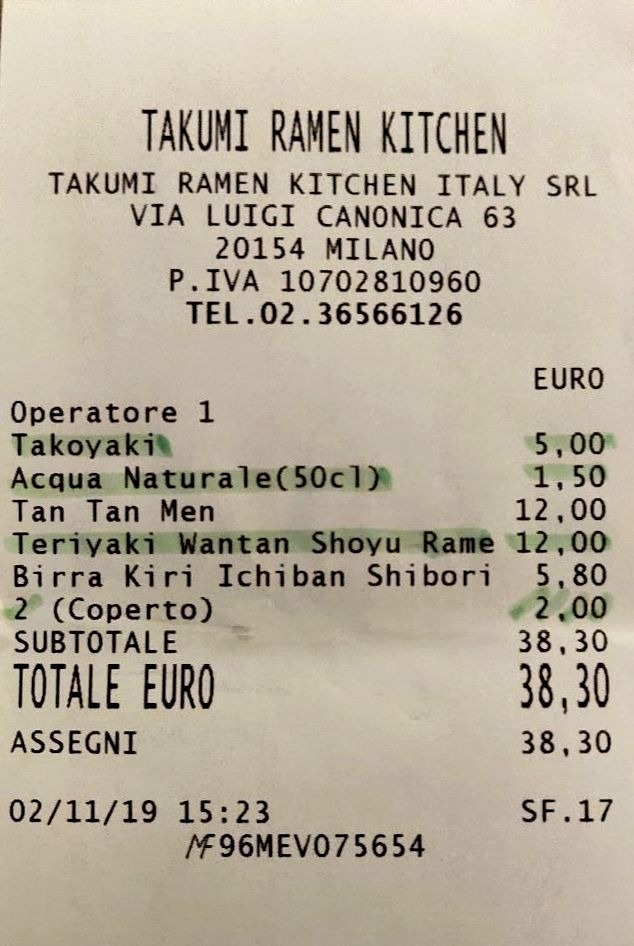 TAKUMI RAMEN KITCHEN
TAKUMI RAMEN KITCHEN ITALY SRL
VIA LUIGI CANONICA 63
20154 MILANO
P.IVA 10702810960
TEL.02.36566126
EURO
Operatore 1
Takoyaki 5,00
Acqua Naturale(50cl) 1,50
Tan Tan Men 12,00
Teriyaki Wantan Shoyu Rame 12,00
Birra Kiri Ichiban Shibori 5,80
2 (Coperto) 2,00
SUBTOTALE 38,30
TOTALE EURO 38,30
ASSEGNI 38,30
02/11/19 15:23 SF.17
MF96MEV075654